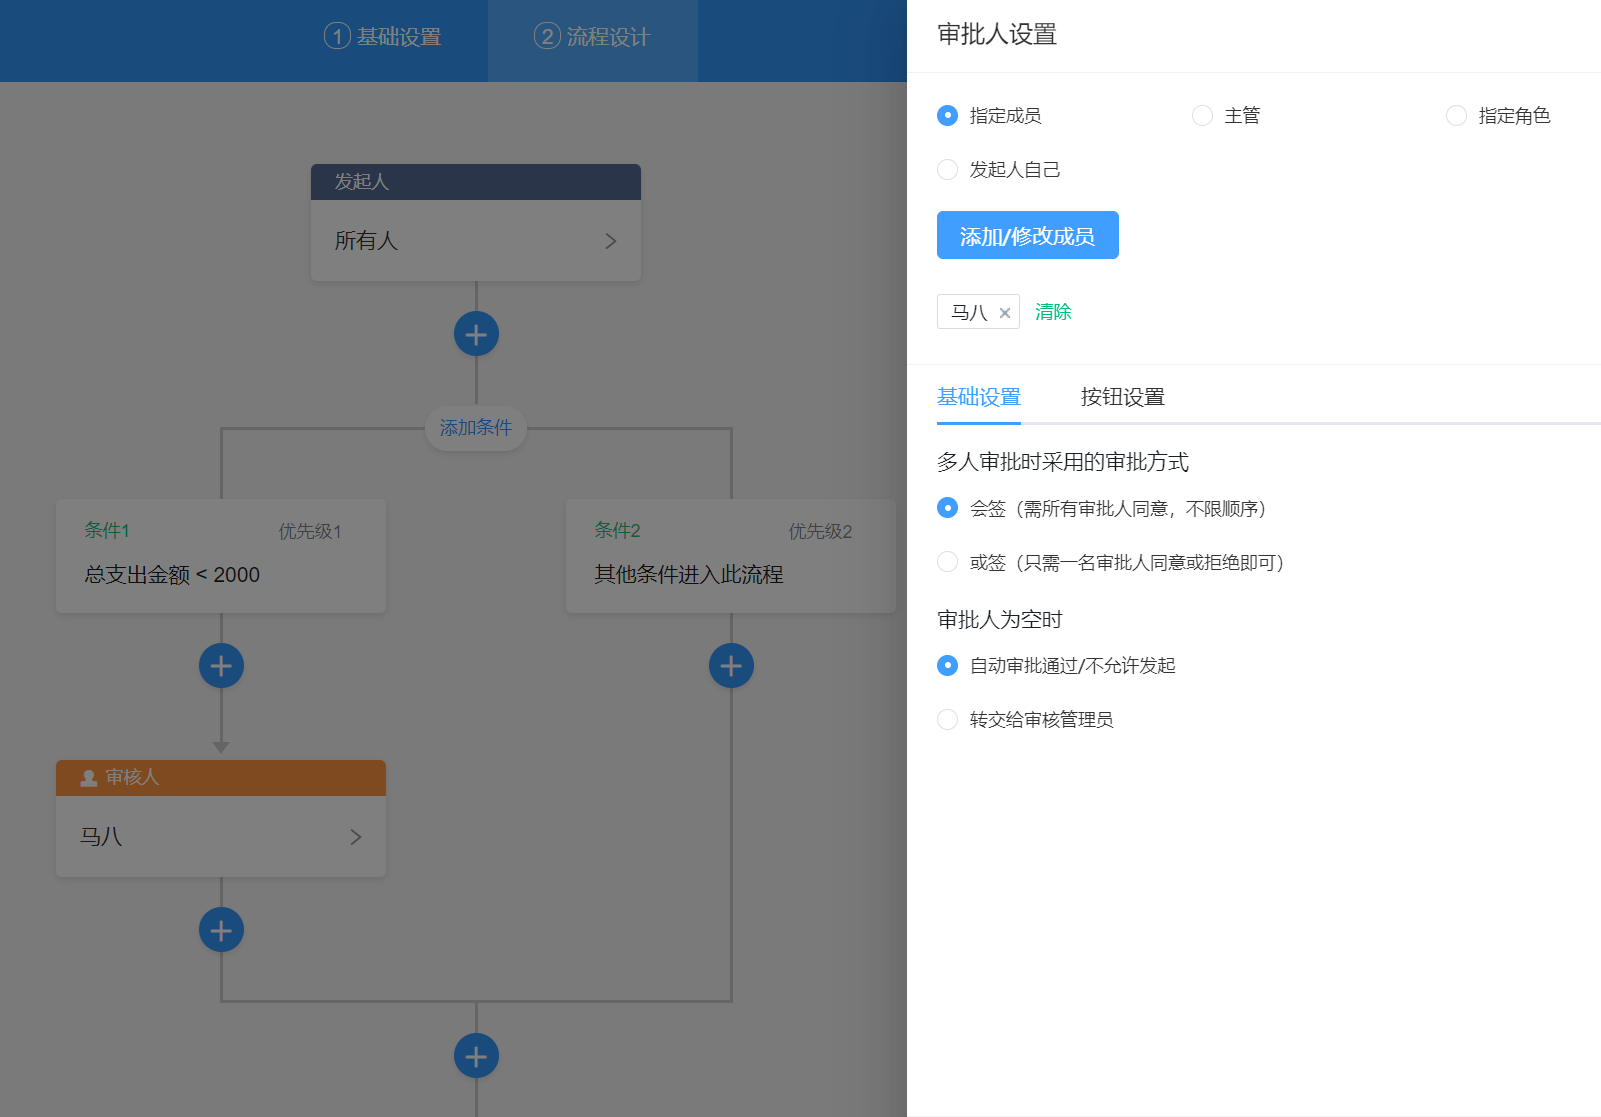 ① 基础设置
② 流程设计
发起人
所有人
添加条件
条件1 优先级1
总支出金额 < 2000
条件2 优先级2
其他条件进入此流程
审核人
马八
审批人设置
指定成员 主管 指定角色
发起人自己
添加/修改成员
马八 × 清除
基础设置 按钮设置
多人审批时采用的审批方式
会签（需所有审批人同意，不限顺序）
或签（只需一名审批人同意或拒绝即可）
审批人为空时
自动审批通过/不允许发起
转交给审核管理员